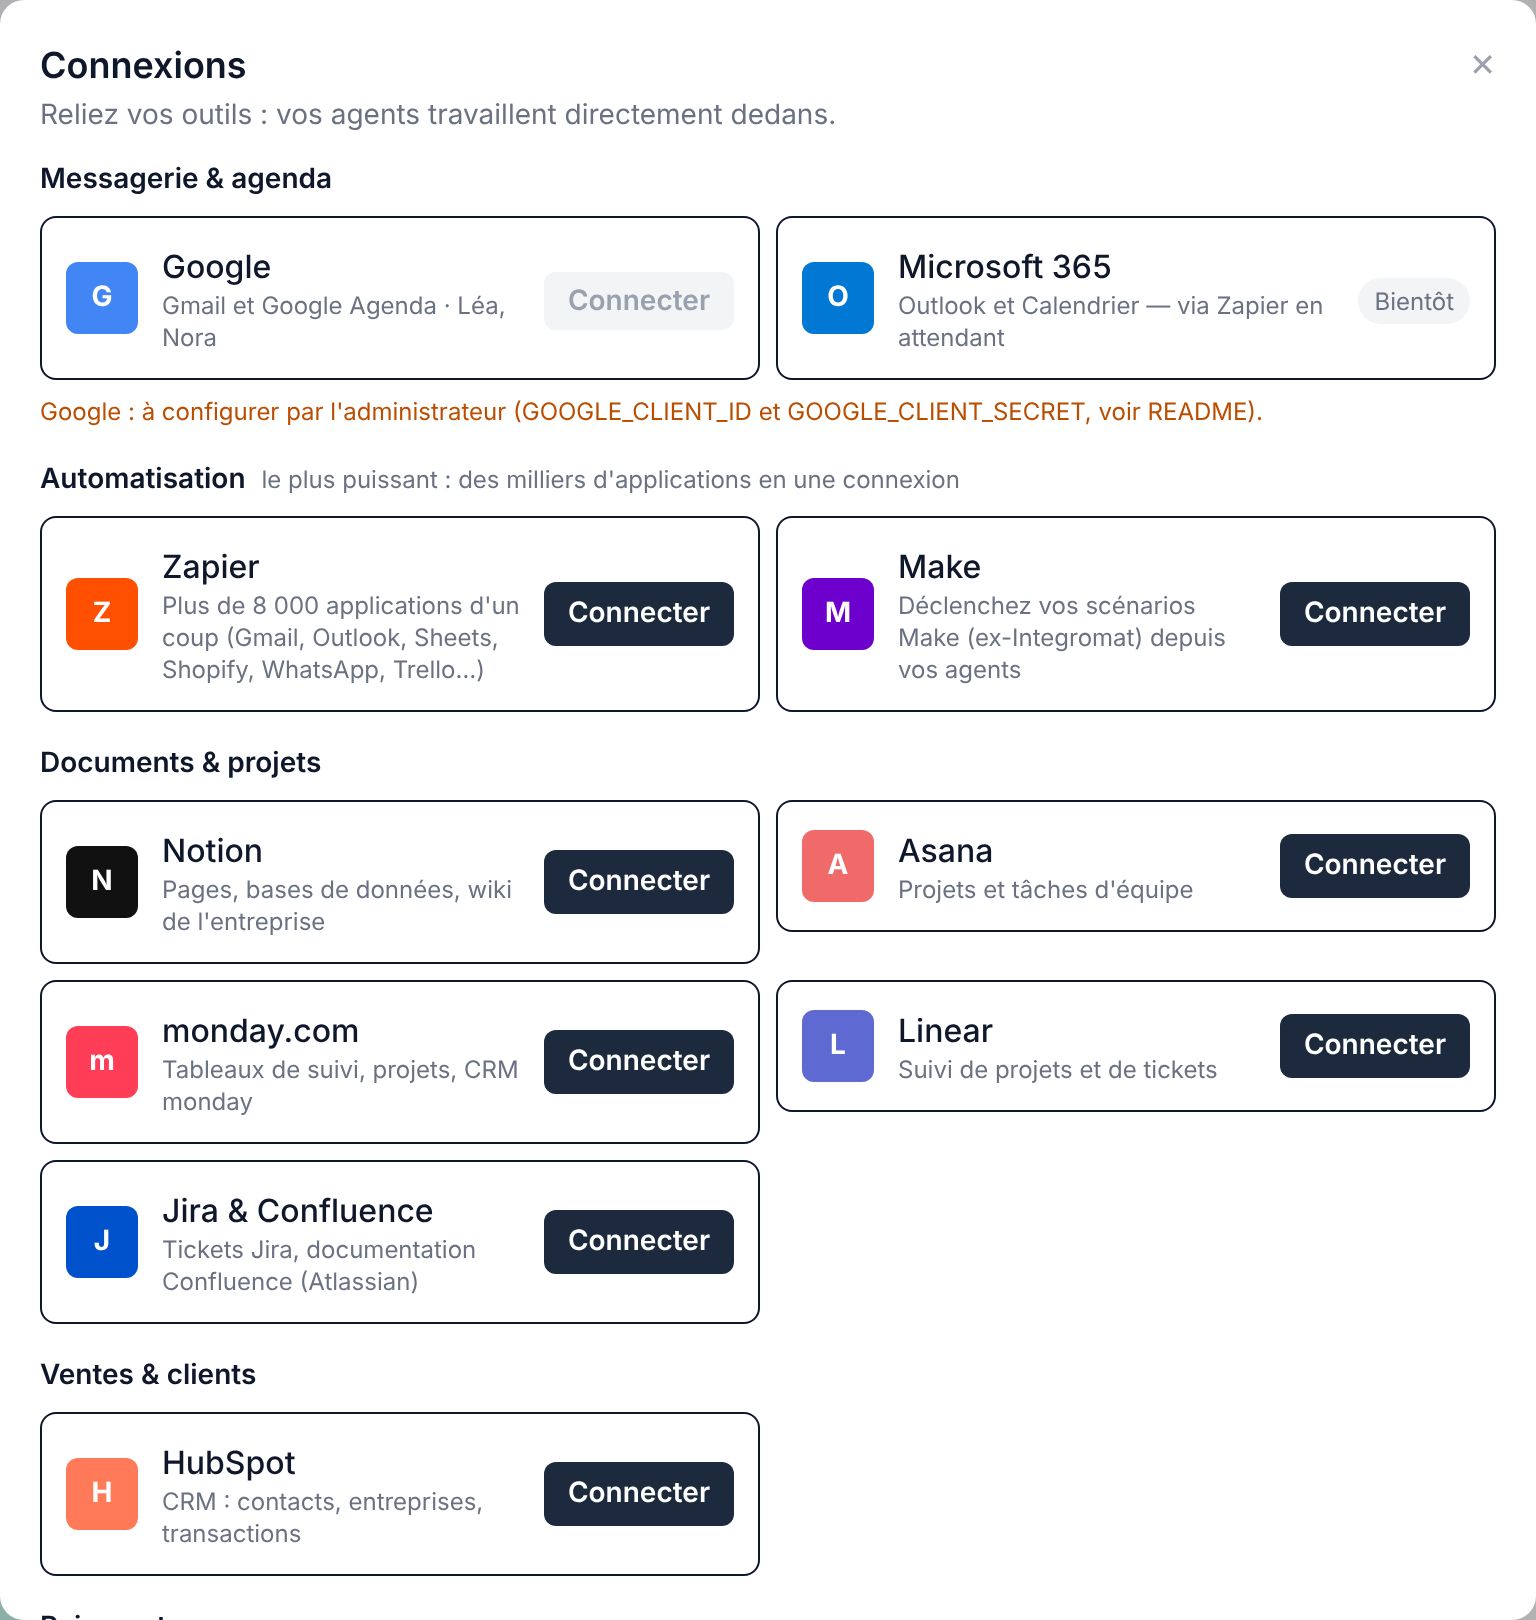 Connexions
✕
Reliez vos outils : vos agents travaillent directement dedans.
Messagerie & agenda
G
Google
Gmail et Google Agenda · Léa,
Nora
Connecter
O
Microsoft 365
Outlook et Calendrier — via Zapier en
attendant
Bientôt
Google : à configurer par l'administrateur (GOOGLE_CLIENT_ID et GOOGLE_CLIENT_SECRET, voir README).
Automatisation le plus puissant : des milliers d'applications en une connexion
Z
Zapier
Plus de 8 000 applications d'un
coup (Gmail, Outlook, Sheets,
Shopify, WhatsApp, Trello…)
Connecter
M
Make
Déclenchez vos scénarios
Make (ex-Integromat) depuis
vos agents
Connecter
Documents & projets
N
Notion
Pages, bases de données, wiki
de l'entreprise
Connecter
A
Asana
Projets et tâches d'équipe
Connecter
m
monday.com
Tableaux de suivi, projets, CRM
monday
Connecter
L
Linear
Suivi de projets et de tickets
Connecter
J
Jira & Confluence
Tickets Jira, documentation
Confluence (Atlassian)
Connecter
Ventes & clients
H
HubSpot
CRM : contacts, entreprises,
transactions
Connecter